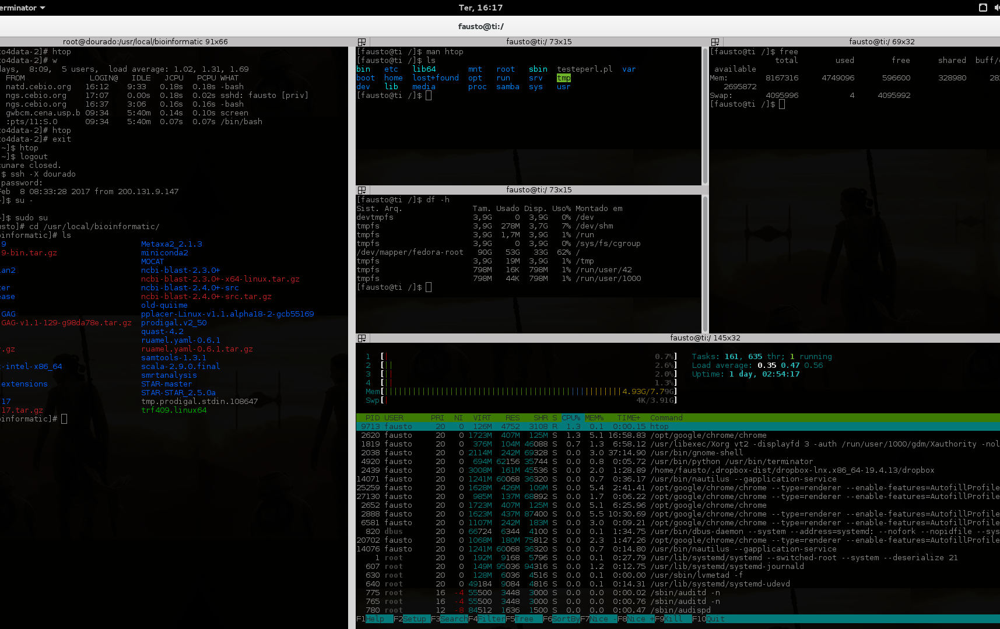 erminator
Ter, 16:17
fausto@ti:/
root@dourado:/usr/local/bioinformatic 91x66
to4data-2]# htop
to4data-2]# w
days,  8:09,  5 users,  load average: 1.02, 1.31, 1.69
FROM LOGIN@ IDLE JCPU PCPU WHAT
natd.cebio.org 16:12 9:33 0.18s 0.18s -bash
ngs.cebio.org 17:07 0.00s 0.18s 0.02s sshd: fausto [priv]
ngs.cebio.org 16:37 3:06 0.16s 0.16s -bash
gwbcm.cena.usp.b 09:34 5:40m 0.14s 0.10s screen
:pts/11:S.0 09:34 5:40m 0.07s 0.07s /bin/bash
to4data-2]# htop
to4data-2]# exit
~]$ htop
~]$ logout
unare closed.
$ ssh -X dourado
password:
Feb  8 08:33:28 2017 from 200.131.9.147
~]$ su -
~]$ sudo su
usto]# cd /usr/local/bioinformatic/
oinformatic]# ls
9 Metaxa2_2.1.3
9-bin.tar.gz miniconda2
MOCAT
an2 ncbi-blast-2.3.0+
ncbi-blast-2.3.0+-x64-linux.tar.gz
ter ncbi-blast-2.4.0+-src
ease ncbi-blast-2.4.0+-src.tar.gz
old-quiime
GAG pplacer-Linux-v1.1.alpha18-2-gcb55169
GAG-v1.1-129-g98da78e.tar.gz prodigal.v2_50
quast-4.2
ruamel.yaml-0.6.1
.gz ruamel.yaml-0.6.1.tar.gz
samtools-1.3.1
-intel-x86_64 scala-2.9.0.final
smrtanalysis
extensions STAR-master
STAR-STAR_2.5.0a
17 tmp.prodigal.stdin.108647
17.tar.gz trf409.linux64
oinformatic]#
fausto@ti:/ 73x15
[fausto@ti /]$ man htop
[fausto@ti /]$ ls
bin etc lib64 mnt root sbin testeperl.pl var
boot home lost+found opt run srv tmp
dev lib media proc samba sys usr
[fausto@ti /]$
fausto@ti:/ 69x32
[fausto@ti /]$ free
total used free shared buff/
available
Mem: 8167316 4749096 596600 328980 28
2695872
Swap: 4095996 4 4095992
[fausto@ti /]$
fausto@ti:/ 73x15
[fausto@ti /]$ df -h
Sist. Arq. Tam. Usado Disp. Uso% Montado em
devtmpfs 3,9G 0 3,9G 0% /dev
tmpfs 3,9G 278M 3,7G 7% /dev/shm
tmpfs 3,9G 1,7M 3,9G 1% /run
tmpfs 3,9G 0 3,9G 0% /sys/fs/cgroup
/dev/mapper/fedora-root 90G 53G 33G 62% /
tmpfs 3,9G 19M 3,9G 1% /tmp
tmpfs 798M 16K 798M 1% /run/user/42
tmpfs 798M 44K 798M 1% /run/user/1000
[fausto@ti /]$
fausto@ti:/ 145x32
1 [| 0.7%] Tasks: 161, 635 thr; 1 running
2 [|| 2.6%] Load average: 0.35 0.47 0.56
3 [|| 2.0%] Uptime: 1 day, 02:54:17
4 [|| 1.3%]
Mem[||||||||||||||||||||||||||||||||||||||||||||||||||4.93G/7.79G]
Swp[| 4K/3.91G]
PID USER PRI NI VIRT RES SHR S CPU% MEM% TIME+ Command
9713 fausto 20 0 126M 4752 3108 R 1.3 0.1 0:00.15 htop
2620 fausto 20 0 1723M 407M 125M S 1.3 5.1 16:58.83 /opt/google/chrome/chrome
1819 fausto 20 0 376M 104M 46088 S 0.7 1.3 6:58.12 /usr/libexec/Xorg vt2 -displayfd 3 -auth /run/user/1000/gdm/Xauthority -nol
2038 fausto 20 0 2114M 242M 69328 S 0.0 3.0 37:14.90 /usr/bin/gnome-shell
4920 fausto 20 0 694M 62156 35744 S 0.0 0.8 0:05.72 /usr/bin/python /usr/bin/terminator
2439 fausto 20 0 3008M 161M 45536 S 0.0 2.0 1:28.89 /home/fausto/.dropbox-dist/dropbox-lnx.x86_64-19.4.13/dropbox
14071 fausto 20 0 1241M 60068 36320 S 0.0 0.7 0:36.17 /usr/bin/nautilus --gapplication-service
25259 fausto 20 0 1628M 426M 109M S 0.0 5.4 2:41.41 /opt/google/chrome/chrome --type=renderer --enable-features=AutofillProfile
27130 fausto 20 0 985M 137M 68892 S 0.0 1.7 0:06.22 /opt/google/chrome/chrome --type=renderer --enable-features=AutofillProfile
2652 fausto 20 0 1723M 407M 125M S 0.0 5.1 6:25.96 /opt/google/chrome/chrome
2888 fausto 20 0 1623M 437M 87400 S 0.0 5.5 10:30.69 /opt/google/chrome/chrome --type=renderer --enable-features=AutofillProfile
6581 fausto 20 0 1107M 242M 183M S 0.0 3.0 0:09.21 /opt/google/chrome/chrome --type=renderer --enable-features=AutofillProfile
820 dbus 20 0 66724 6344 4100 S 0.0 0.1 1:34.75 /usr/bin/dbus-daemon --system --address=systemd: --nofork --nopidfile --sys
20702 fausto 20 0 1068M 180M 75812 S 0.0 2.3 1:47.26 /opt/google/chrome/chrome --type=renderer --enable-features=AutofillProfile
14076 fausto 20 0 1241M 60068 36320 S 0.0 0.7 0:14.80 /usr/bin/nautilus --gapplication-service
1 root 20 0 192M 9168 5796 S 0.0 0.1 0:27.79 /usr/lib/systemd/systemd --switched-root --system --deserialize 21
607 root 20 0 149M 95036 94316 S 0.0 1.2 0:12.75 /usr/lib/systemd/systemd-journald
630 root 20 0 128M 6036 4516 S 0.0 0.1 0:00.00 /usr/sbin/lvmetad -f
640 root 20 0 49184 9084 4816 S 0.0 0.1 0:14.31 /usr/lib/systemd/systemd-udevd
775 root 16 -4 55500 3448 3000 S 0.0 0.0 0:00.02 /sbin/auditd -n
765 root 16 -4 55500 3448 3000 S 0.0 0.0 0:00.76 /sbin/auditd -n
780 root 12 -8 84512 1636 1500 S 0.0 0.0 0:00.47 /sbin/audispd
F1Help F2Setup F3SearchF4FilterF5Tree F6SortByF7Nice -F8Nice +F9Kill F10Quit